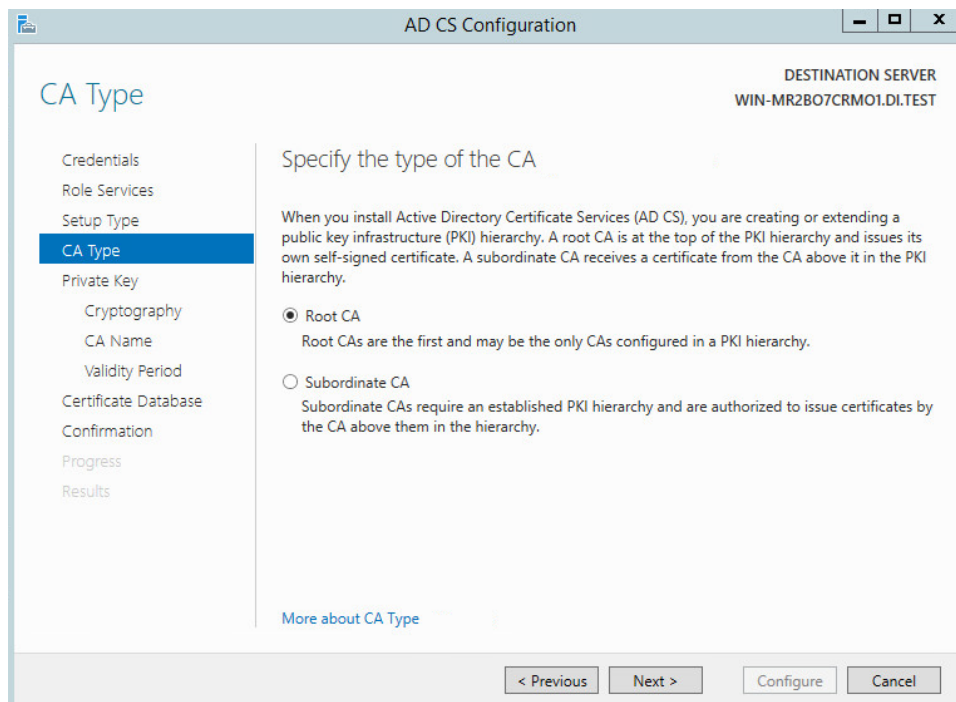 AD CS Configuration
CA Type
DESTINATION SERVER
WIN-MR2BO7CRMO1.DI.TEST
Credentials
Role Services
Setup Type
CA Type
Private Key
Cryptography
CA Name
Validity Period
Certificate Database
Confirmation
Progress
Results
Specify the type of the CA
When you install Active Directory Certificate Services (AD CS), you are creating or extending a
public key infrastructure (PKI) hierarchy. A root CA is at the top of the PKI hierarchy and issues its
own self-signed certificate. A subordinate CA receives a certificate from the CA above it in the PKI
hierarchy.
Root CA
Root CAs are the first and may be the only CAs configured in a PKI hierarchy.
Subordinate CA
Subordinate CAs require an established PKI hierarchy and are authorized to issue certificates by
the CA above them in the hierarchy.
More about CA Type
< Previous
Next >
Configure
Cancel